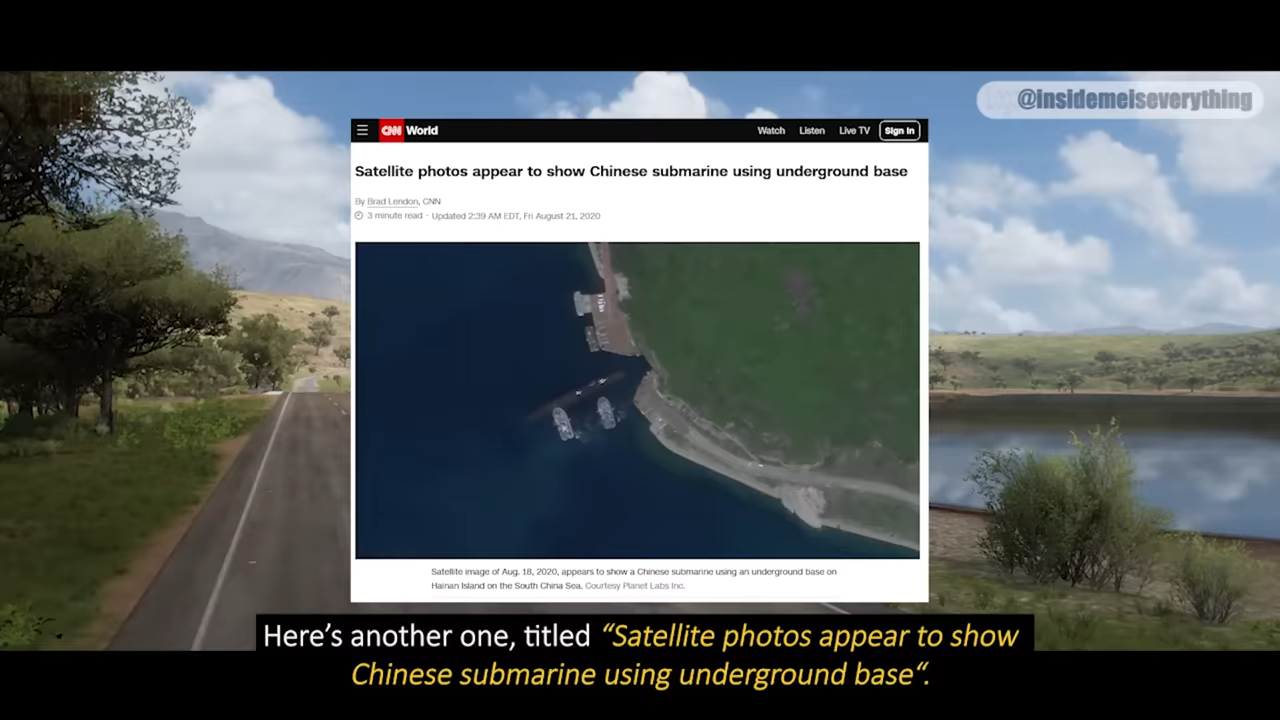 @insidemeiseverything
CNN World
Watch Listen Live TV Sign in
Satellite photos appear to show Chinese submarine using underground base
By Brad Lendon, CNN
3 minute read · Updated 2:39 AM EDT, Fri August 21, 2020
Satellite image of Aug. 18, 2020, appears to show a Chinese submarine using an underground base on
Hainan Island on the South China Sea. Courtesy Planet Labs Inc.
Here's another one, titled “Satellite photos appear to show
Chinese submarine using underground base“.